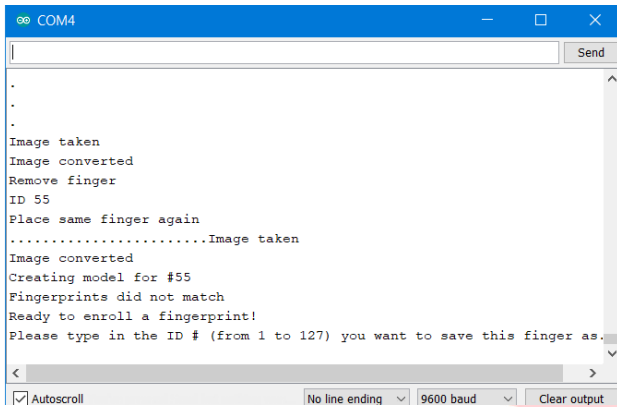 COM4
Send
.
.
.
Image taken
Image converted
Remove finger
ID 55
Place same finger again
........................Image taken
Image converted
Creating model for #55
Fingerprints did not match
Ready to enroll a fingerprint!
Please type in the ID # (from 1 to 127) you want to save this finger as.
Autoscroll No line ending 9600 baud Clear output